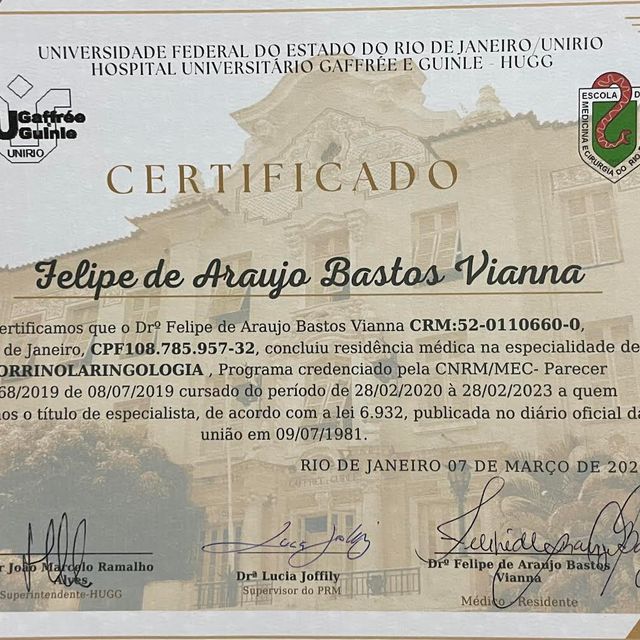 UNIVERSIDADE FEDERAL DO ESTADO DO RIO DE JANEIRO/UNIRIO
HOSPITAL UNIVERSITÁRIO GAFFRÉE E GUINLE - HUGG
Gaffrée
Guinle
UNIRIO
ESCOLA D
MEDICINA E CIRURGIA DO RIO
CERTIFICADO
Felipe de Araujo Bastos Vianna
ertificamos que o Drº Felipe de Araujo Bastos Vianna CRM:52-0110660-0,
de Janeiro, CPF108.785.957-32, concluiu residência médica na especialidade de
ORRINOLARINGOLOGIA , Programa credenciado pela CNRM/MEC- Parecer
68/2019 de 08/07/2019 cursado do período de 28/02/2020 à 28/02/2023 a quem
os o título de especialista, de acordo com a lei 6.932, publicada no diário oficial da
união em 09/07/1981.
RIO DE JANEIRO 07 DE MARÇO DE 202
r João Marcelo Ramalho
Alves
Superintendente-HUGG
Drª Lucia Joffily
Supervisor do PRM
Drº Felipe de Araujo Bastos
Vianna
Médico - Residente